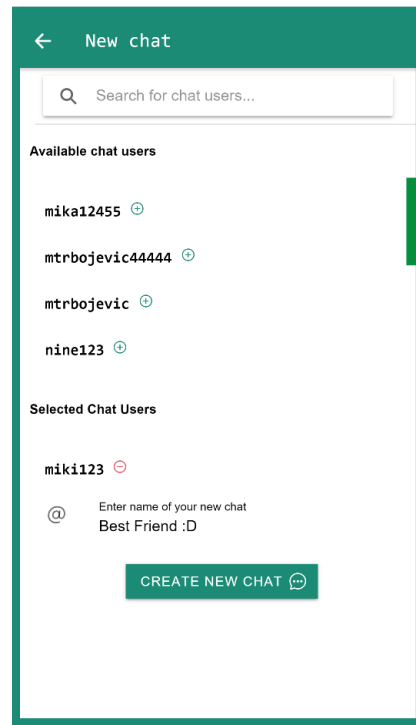 New chat
Search for chat users...
Available chat users
mika12455
mtrbojevic44444
mtrbojevic
nine123
Selected Chat Users
miki123
@ Enter name of your new chat
Best Friend :D
CREATE NEW CHAT